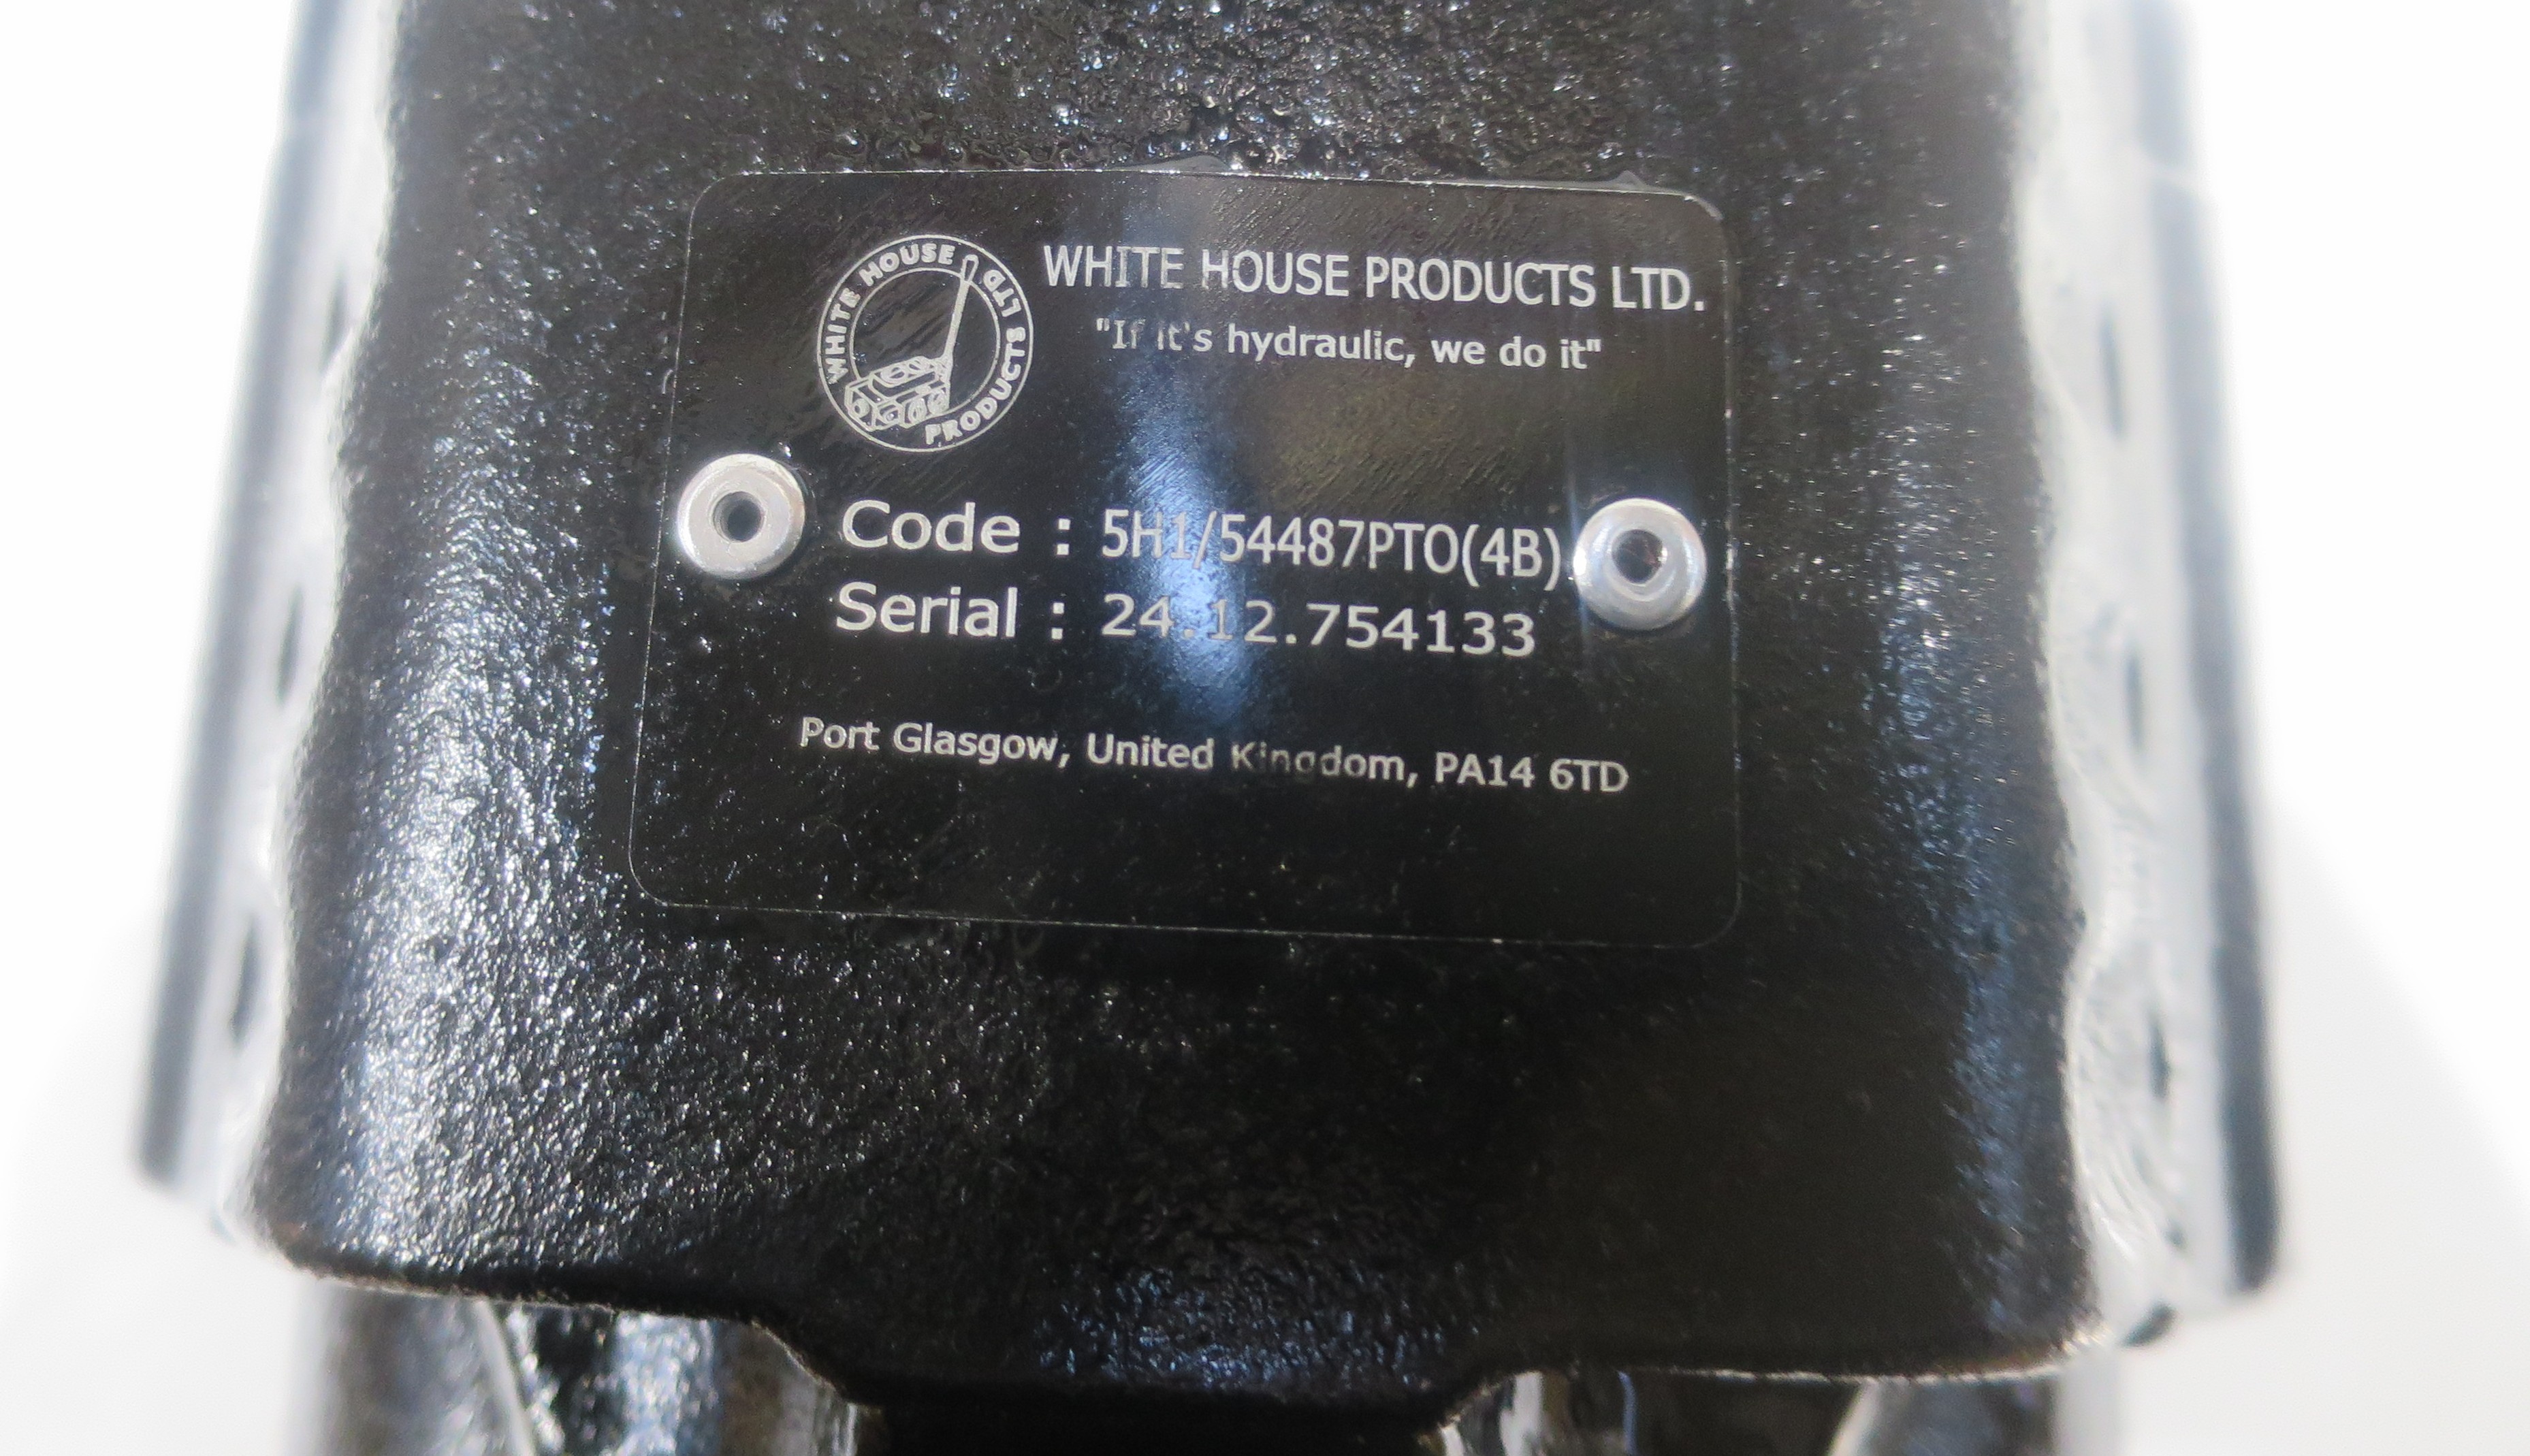 WHITE HOUSE PRODUCTS LTD
WHITE HOUSE PRODUCTS LTD.
"If it's hydraulic, we do it"
Code : 5H1/54487PTO(4B)
Serial : 24.12.754133
Port Glasgow, United Kingdom, PA14 6TD